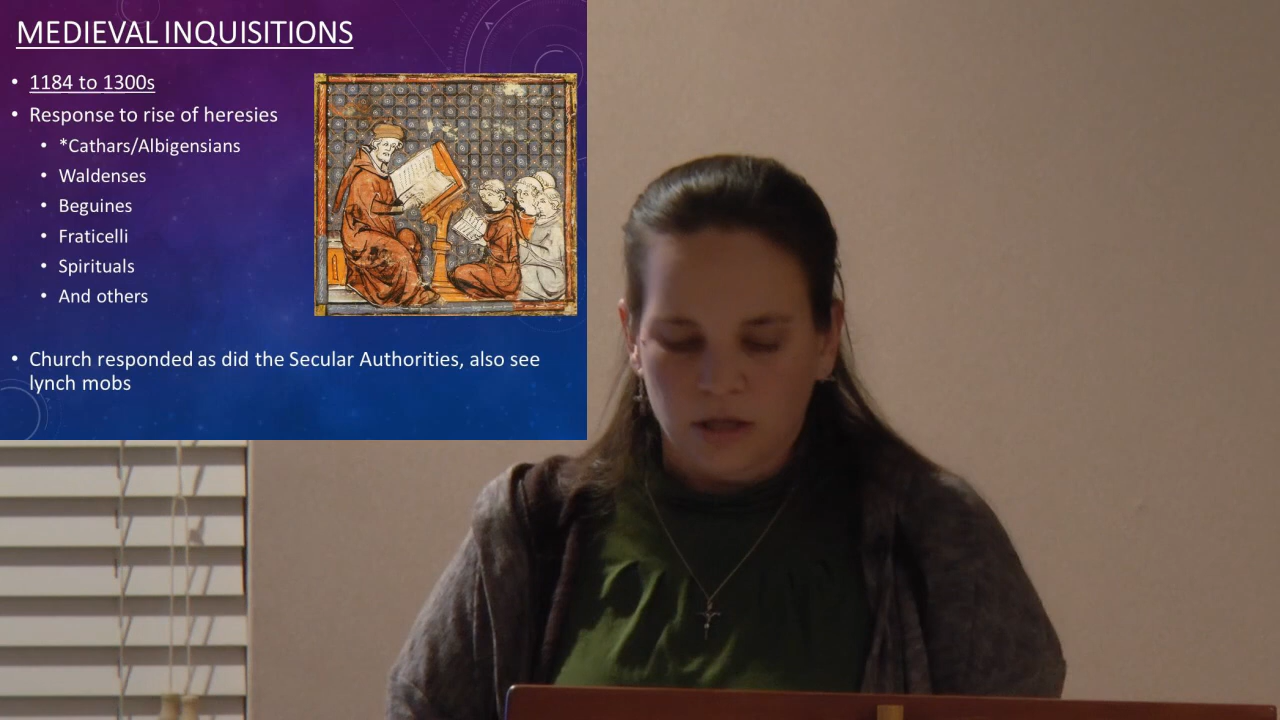 MEDIEVAL INQUISITIONS
• 1184 to 1300s
• Response to rise of heresies
• *Cathars/Albigensians
• Waldenses
• Beguines
• Fraticelli
• Spirituals
• And others
• Church responded as did the Secular Authorities, also see
lynch mobs